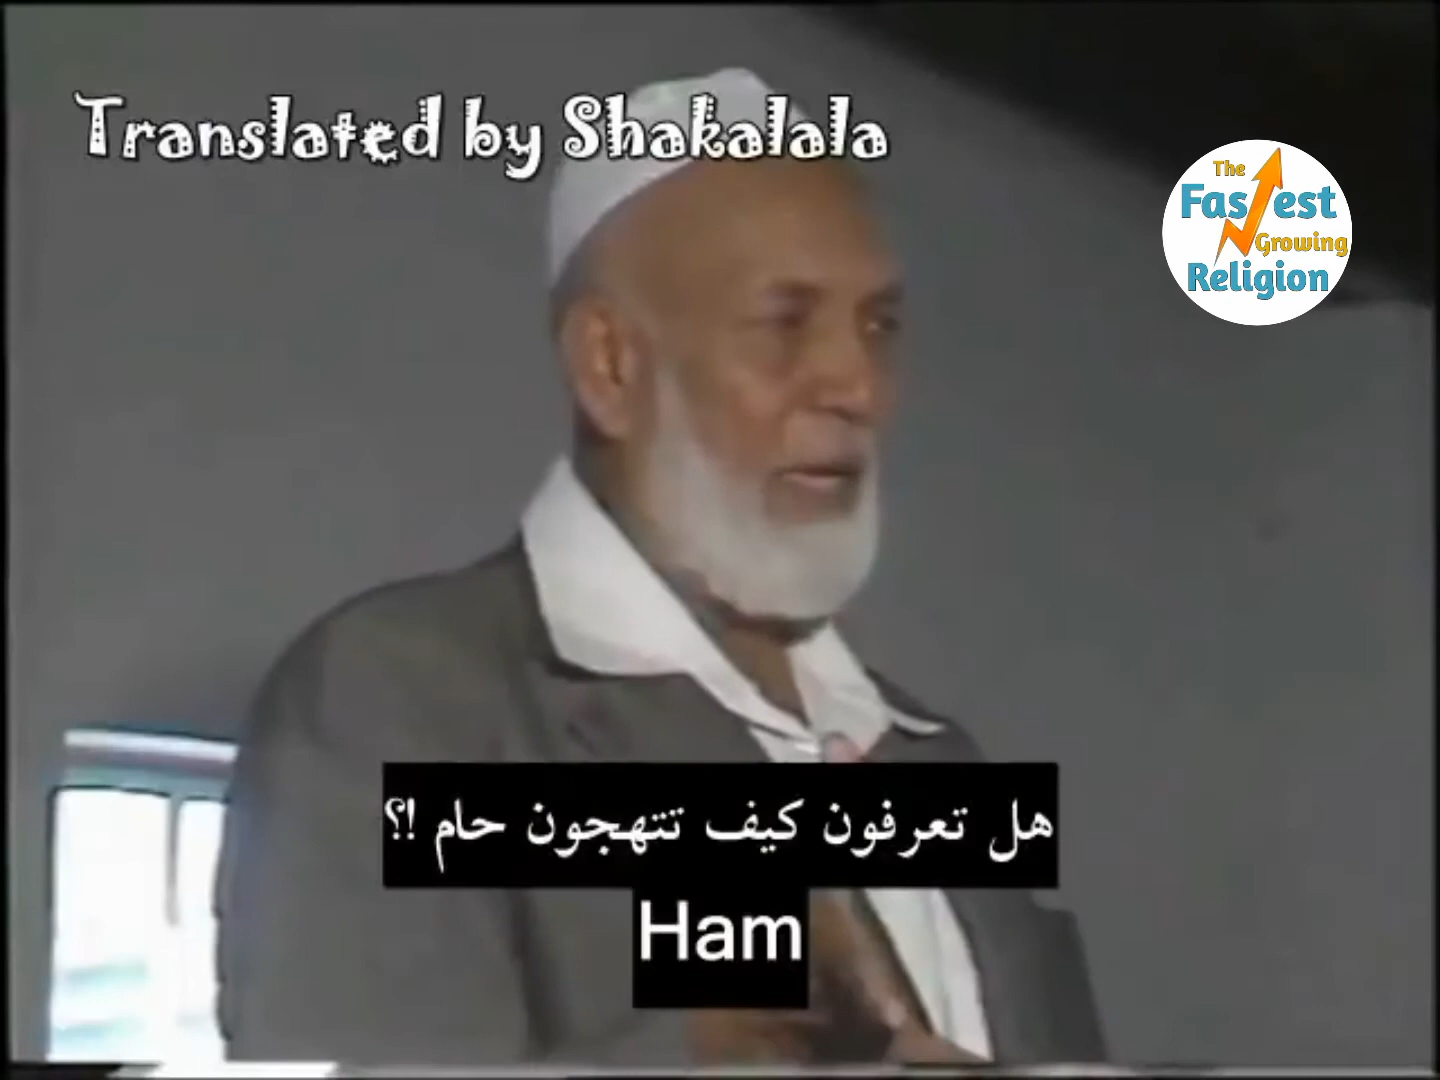 Translated by Shakalala
The
Fastest
Growing
Religion
هل تعرفون كيف تتهجون حام !؟
Ham